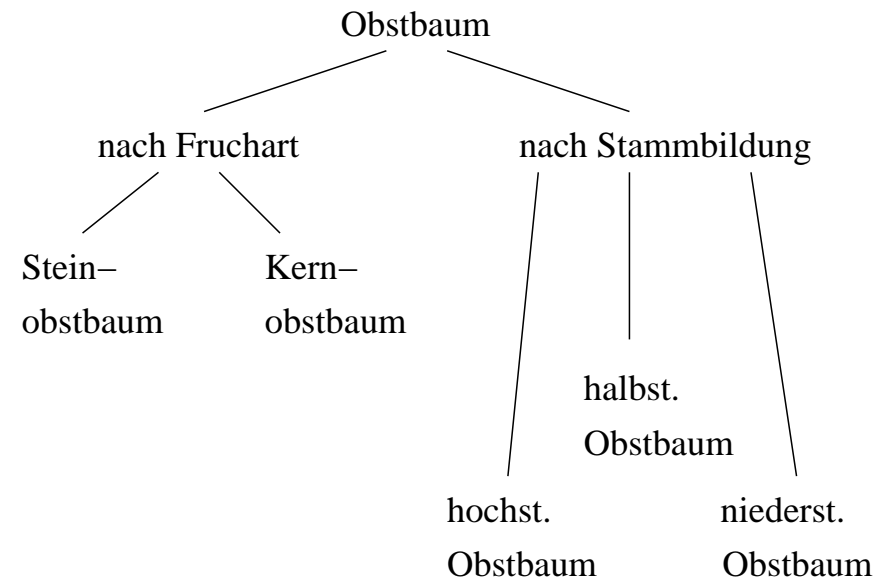 Obstbaum
nach Fruchart
nach Stammbildung
Stein–
obstbaum
Kern–
obstbaum
halbst.
Obstbaum
hochst.
Obstbaum
niederst.
Obstbaum